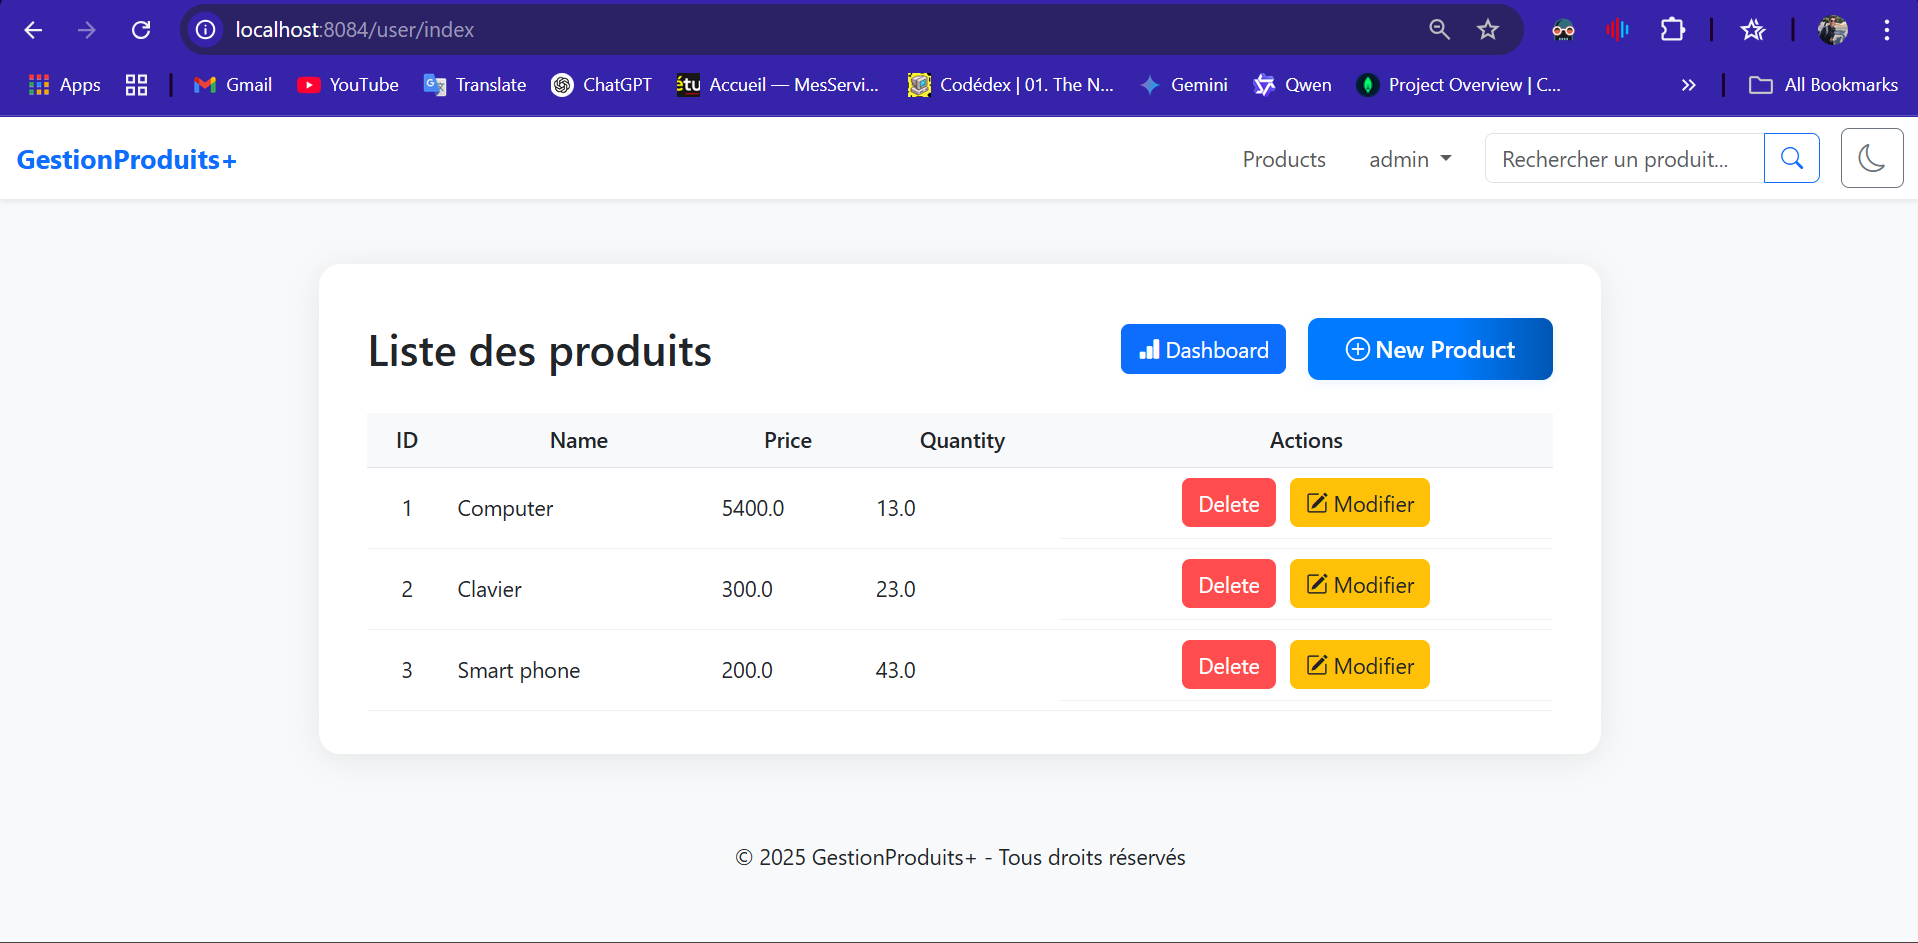 localhost:8084/user/index
Apps Gmail YouTube Translate ChatGPT étu Accueil — MesServi... Codédex | 01. The N... Gemini Qwen Project Overview | C... » All Bookmarks
GestionProduits+ Products admin Rechercher un produit...
Liste des produits Dashboard New Product
ID Name Price Quantity Actions
1 Computer 5400.0 13.0 Delete Modifier
2 Clavier 300.0 23.0 Delete Modifier
3 Smart phone 200.0 43.0 Delete Modifier
© 2025 GestionProduits+ - Tous droits réservés